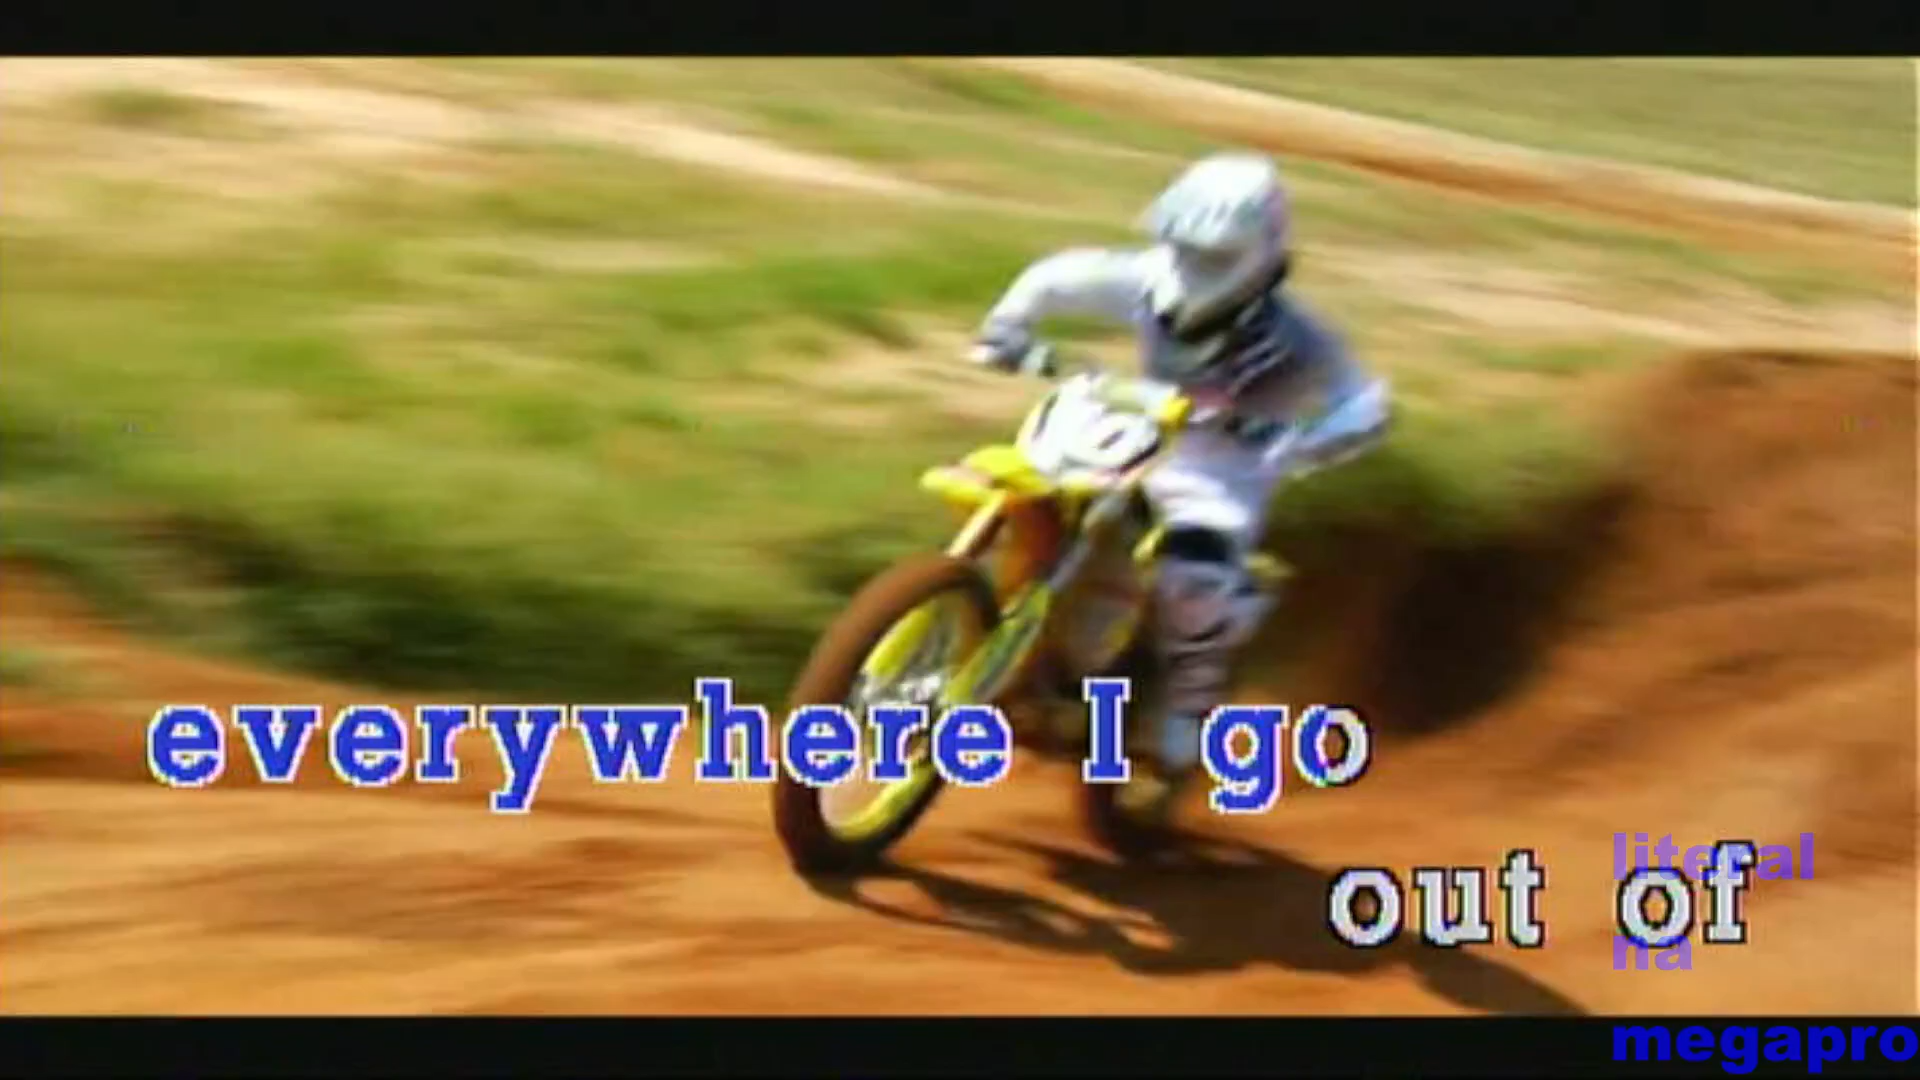 everywhere I go
out of
literal
na
megapro